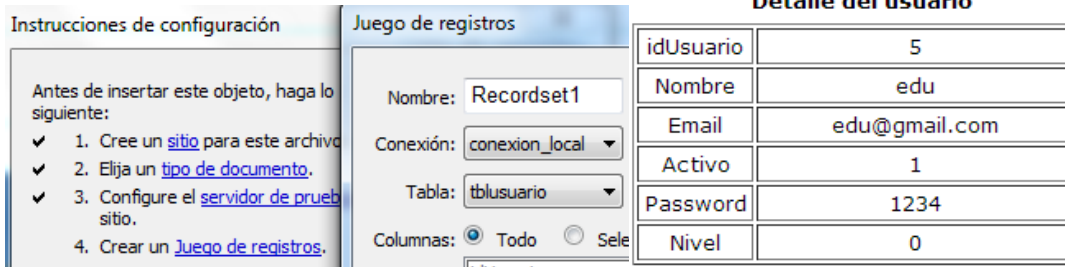 Instrucciones de configuración
Antes de insertar este objeto, haga lo
siguiente:
✔ 1. Cree un sitio para este archivo
✔ 2. Elija un tipo de documento.
✔ 3. Configure el servidor de prueb
sitio.
4. Crear un Juego de registros.
Juego de registros
Nombre: Recordset1
Conexión: conexion_local
Tabla: tblusuario
Columnas: Todo Sele
Detalle del usuario
idUsuario 5
Nombre edu
Email edu@gmail.com
Activo 1
Password 1234
Nivel 0